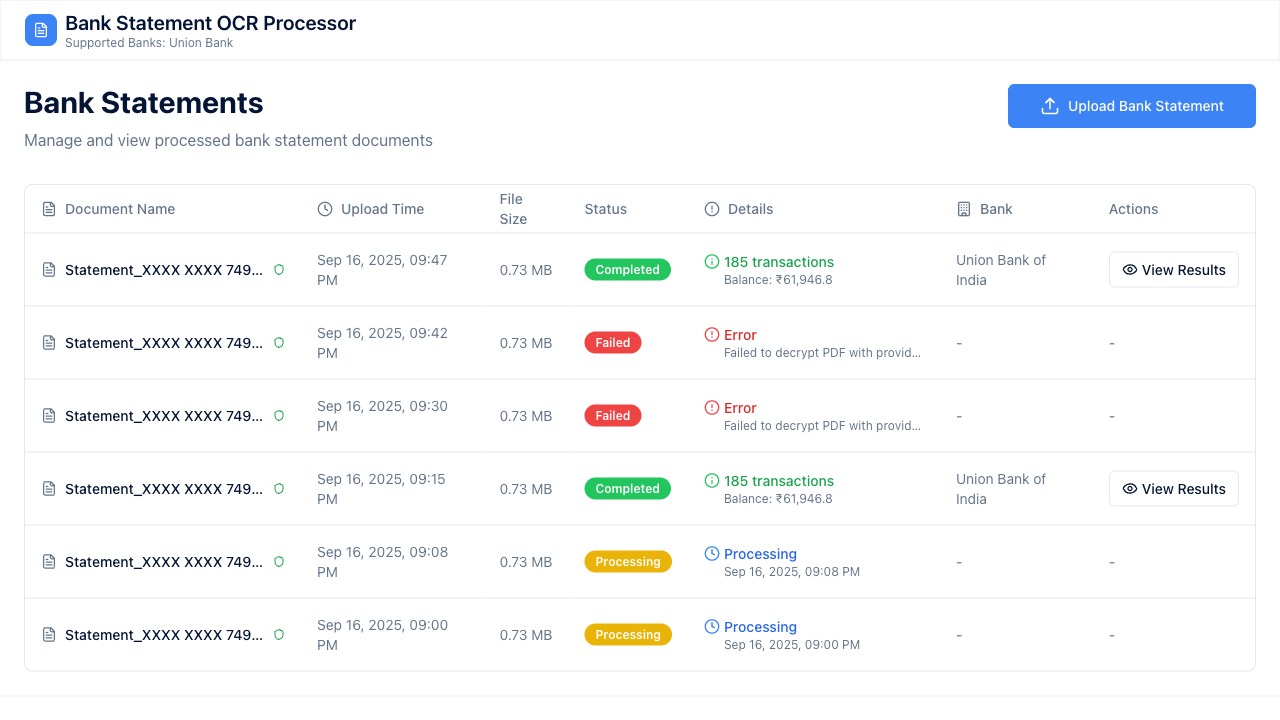 Bank Statement OCR Processor
Supported Banks: Union Bank
Bank Statements
Manage and view processed bank statement documents
Upload Bank Statement
Document Name
Upload Time
File
Size
Status
Details
Bank
Actions
Statement_XXXX XXXX 749...
Sep 16, 2025, 09:47
PM
0.73 MB
Completed
185 transactions
Balance: ₹61,946.8
Union Bank of
India
View Results
Statement_XXXX XXXX 749...
Sep 16, 2025, 09:42
PM
0.73 MB
Failed
Error
Failed to decrypt PDF with provid...
-
-
Statement_XXXX XXXX 749...
Sep 16, 2025, 09:30
PM
0.73 MB
Failed
Error
Failed to decrypt PDF with provid...
-
-
Statement_XXXX XXXX 749...
Sep 16, 2025, 09:15
PM
0.73 MB
Completed
185 transactions
Balance: ₹61,946.8
Union Bank of
India
View Results
Statement_XXXX XXXX 749...
Sep 16, 2025, 09:08
PM
0.73 MB
Processing
Processing
Sep 16, 2025, 09:08 PM
-
-
Statement_XXXX XXXX 749...
Sep 16, 2025, 09:00
PM
0.73 MB
Processing
Processing
Sep 16, 2025, 09:00 PM
-
-